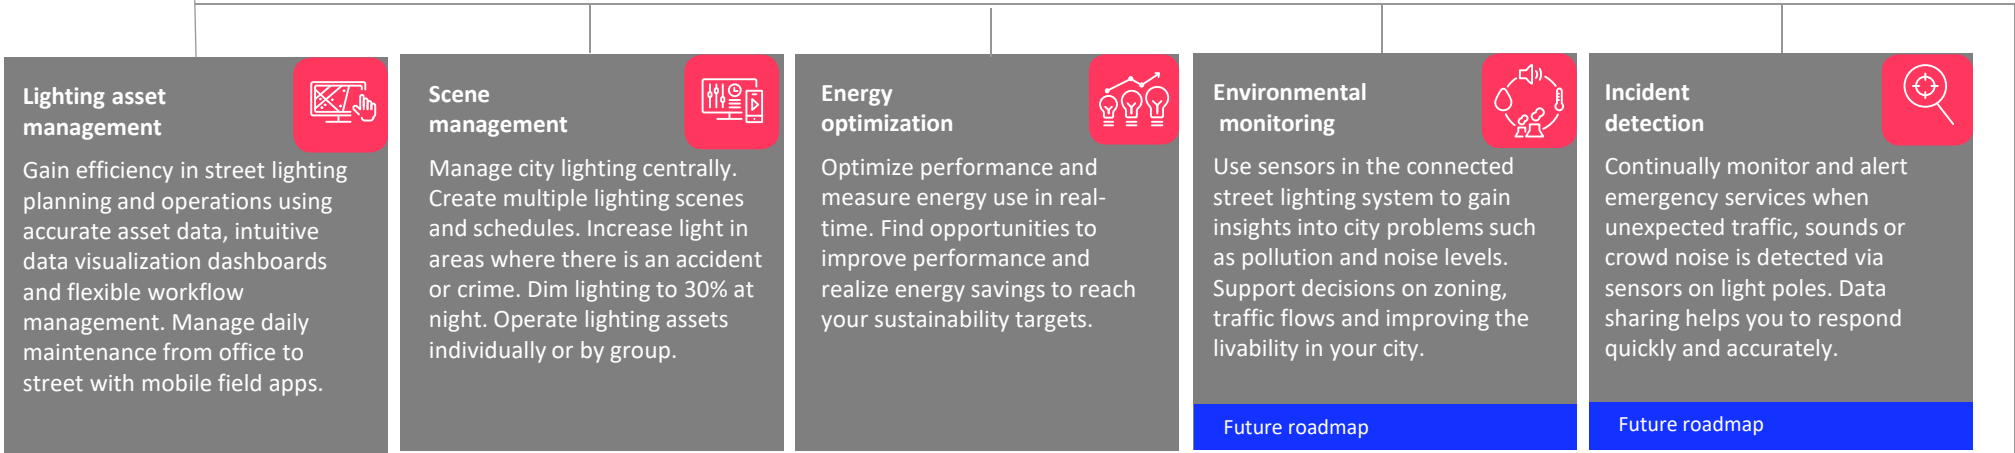 Lighting asset
management
Gain efficiency in street lighting
planning and operations using
accurate asset data, intuitive
data visualization dashboards
and flexible workflow
management. Manage daily
maintenance from office to
street with mobile field apps.
Scene
management
Manage city lighting centrally.
Create multiple lighting scenes
and schedules. Increase light in
areas where there is an accident
or crime. Dim lighting to 30% at
night. Operate lighting assets
individually or by group.
Energy
optimization
Optimize performance and
measure energy use in real-
time. Find opportunities to
improve performance and
realize energy savings to reach
your sustainability targets.
Environmental
monitoring
Use sensors in the connected
street lighting system to gain
insights into city problems such
as pollution and noise levels.
Support decisions on zoning,
traffic flows and improving the
livability in your city.
Future roadmap
Incident
detection
Continually monitor and alert
emergency services when
unexpected traffic, sounds or
crowd noise is detected via
sensors on light poles. Data
sharing helps you to respond
quickly and accurately.
Future roadmap